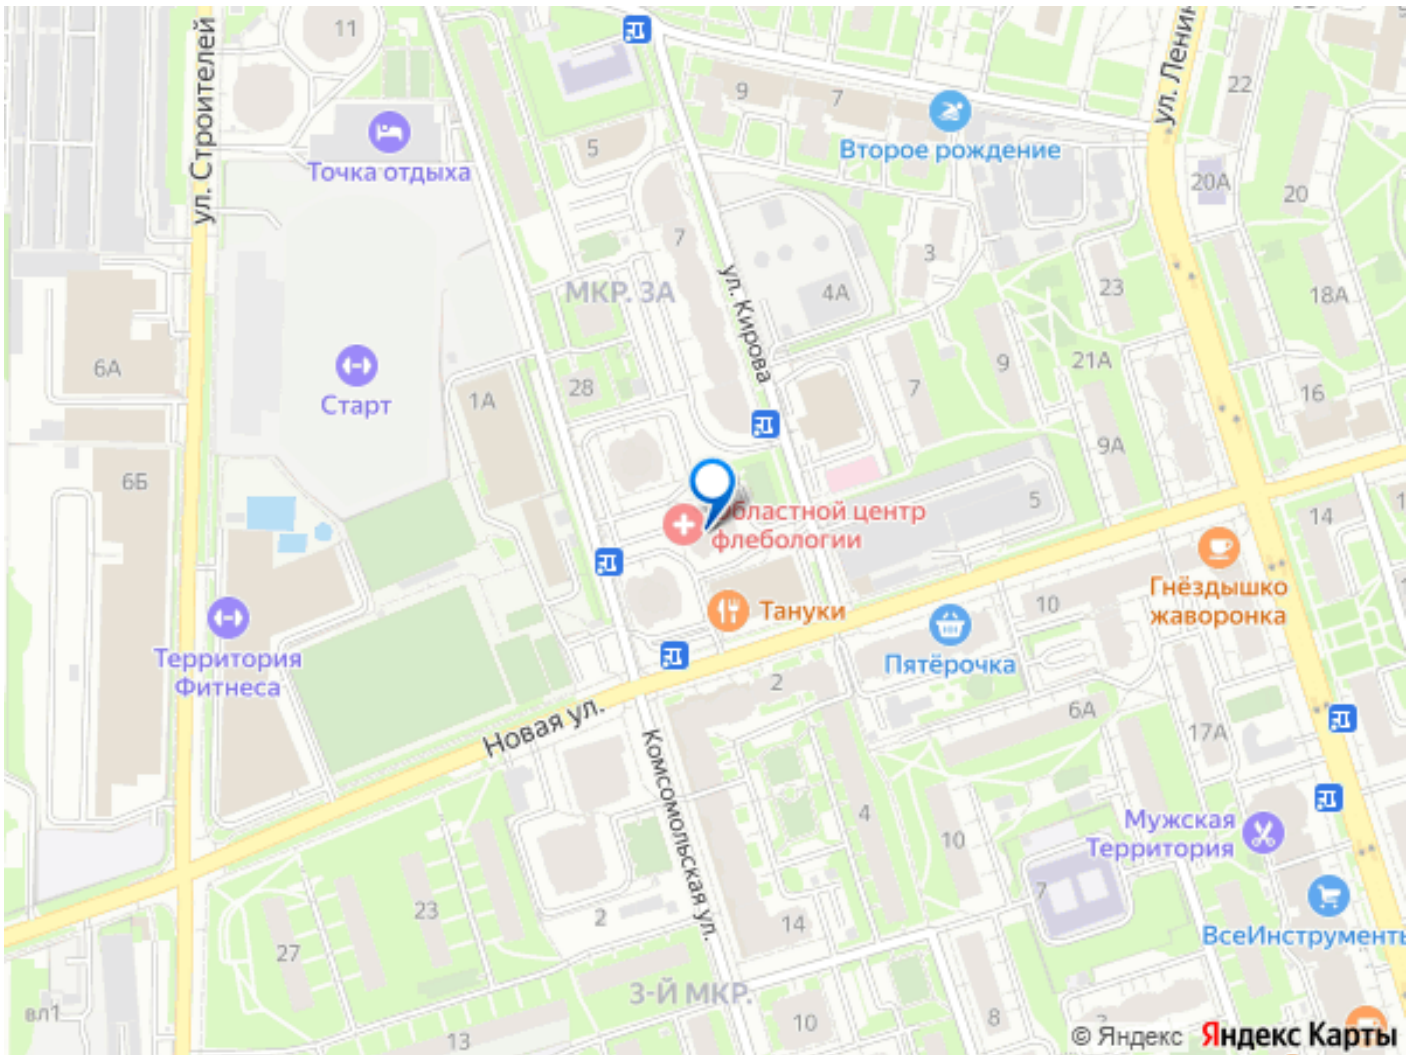 11
22
ул. Строителей
ул. Ленин
9
7
Точка отдыха
5
Второе рождение
20А
20
7
3
МКР. 3А
ул. Кирова
4А
23
18А
6А
Старт
1А
28
7
9
21А
16
6Б
9А
5
Областной центр
флебологии
14
1
Тануки
10
Гнёздышко
жаворонка
Территория
Фитнеса
Пятёрочка
2
6А
17А
Новая ул.
Комсомольская ул.
4
10
Мужская
Территория
7
23
2
14
27
ВсеИнструменты
3-Й МКР.
вл1
13
10
8
© Яндекс Яндекс Карты